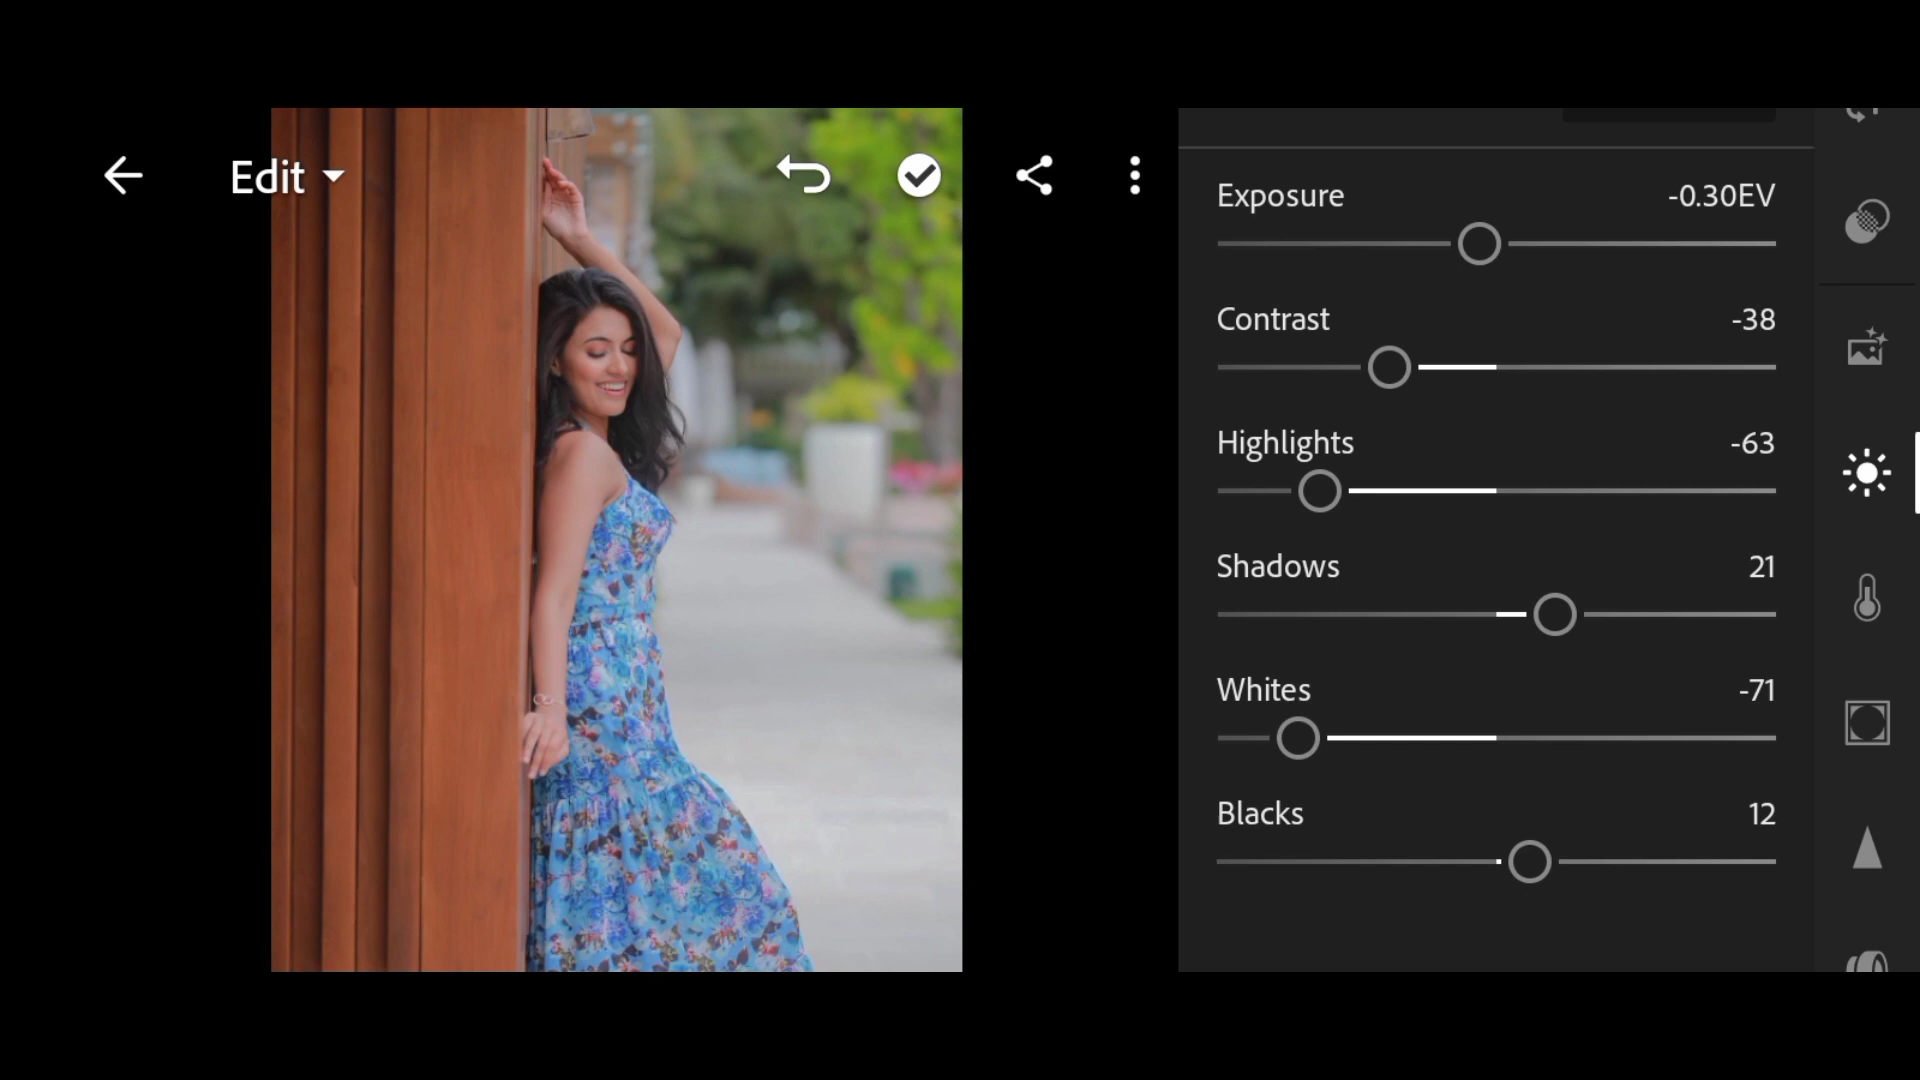 Edit
Exposure -0.30EV
Contrast -38
Highlights -63
Shadows 21
Whites -71
Blacks 12